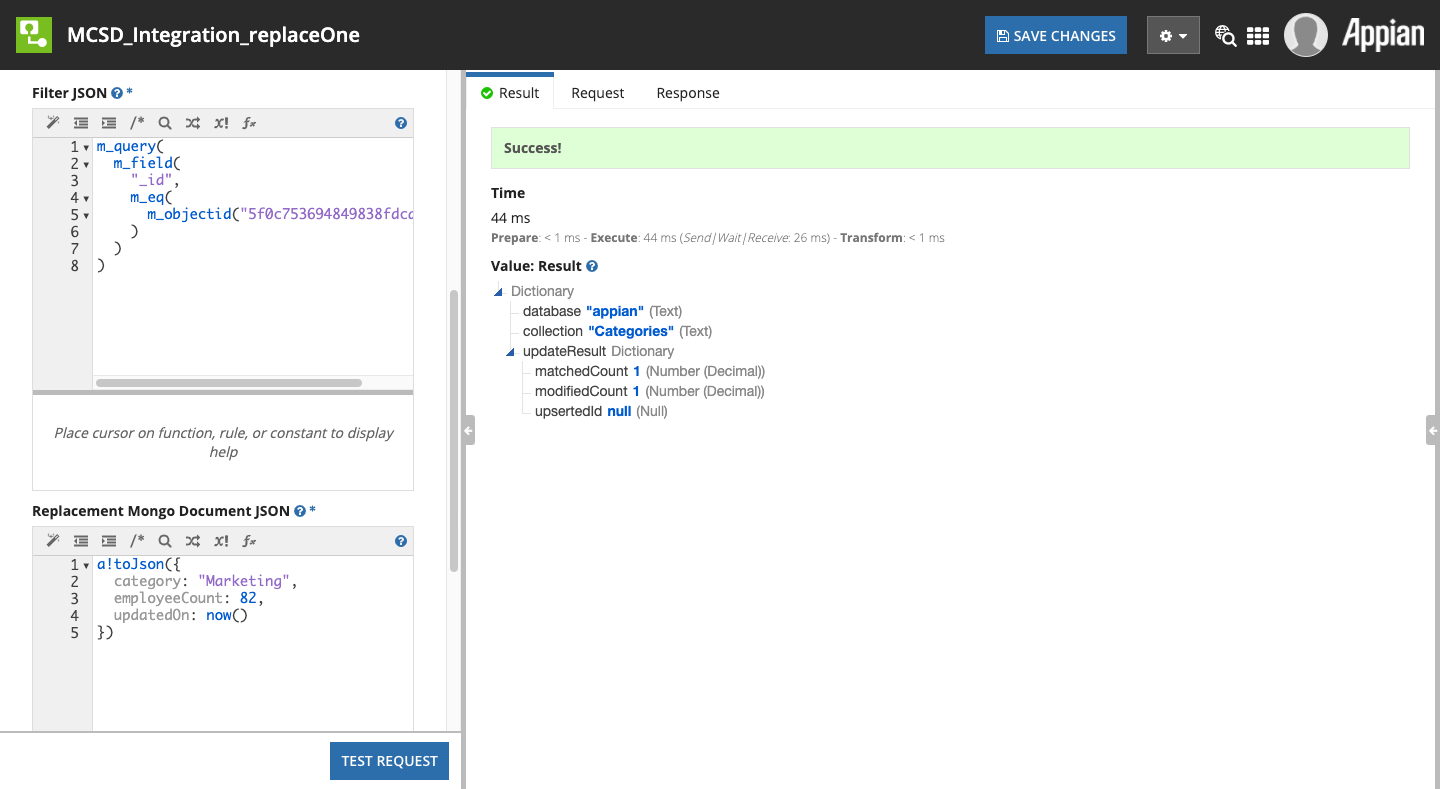 MCSD_Integration_replaceOne
SAVE CHANGES
Appian
Filter JSON ? *
/*
x!
1 m_query(
2 m_field(
3 "_id",
4 m_eq(
5 m_objectid("5f0c753694849838fdcd
6 )
7 )
8 )
Place cursor on function, rule, or constant to display
help
Replacement Mongo Document JSON ? *
/*
x!
1 a!toJson({
2 category: "Marketing",
3 employeeCount: 82,
4 updatedOn: now()
5 })
TEST REQUEST
Result Request Response
Success!
Time
44 ms
Prepare: < 1 ms - Execute: 44 ms (Send|Wait|Receive: 26 ms) - Transform: < 1 ms
Value: Result ?
Dictionary
database "appian" (Text)
collection "Categories" (Text)
updateResult Dictionary
matchedCount 1 (Number (Decimal))
modifiedCount 1 (Number (Decimal))
upsertedId null (Null)